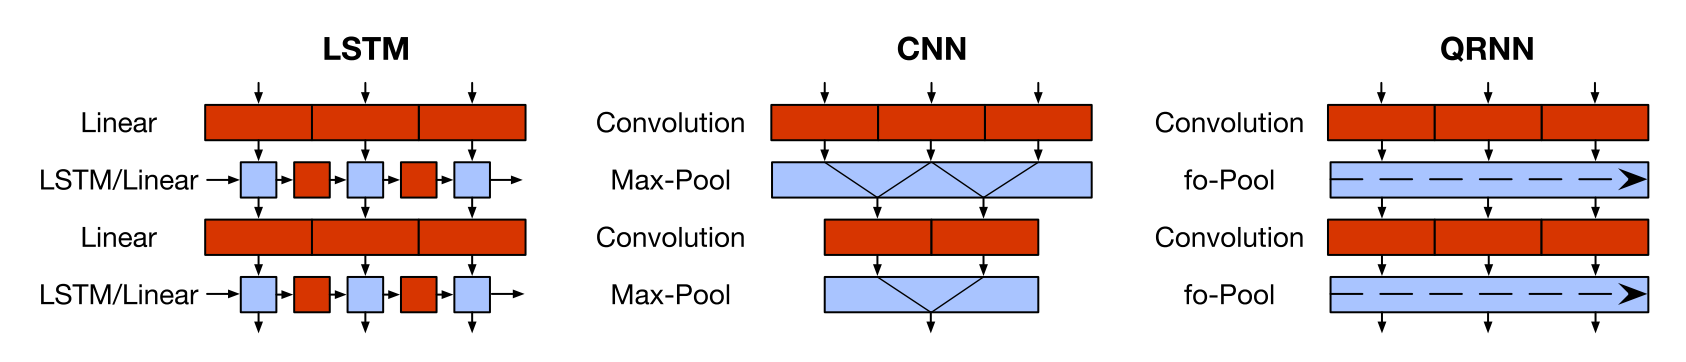 LSTM
Linear
LSTM/Linear
Linear
LSTM/Linear
CNN
Convolution
Max-Pool
Convolution
Max-Pool
QRNN
Convolution
fo-Pool
Convolution
fo-Pool